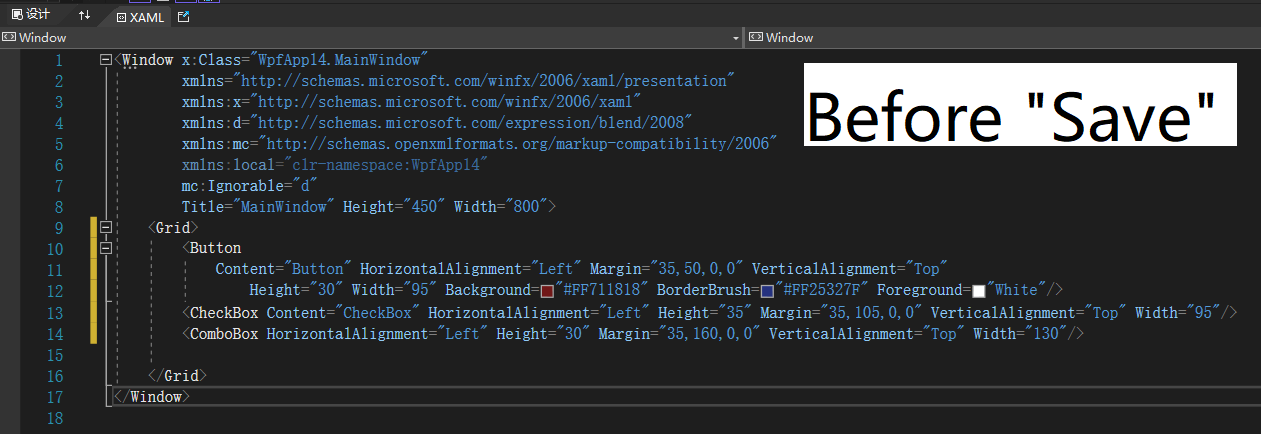 设计 XAML
Window Window
1 <Window x:Class="WpfApp14.MainWindow"
2 xmlns="http://schemas.microsoft.com/winfx/2006/xaml/presentation"
3 xmlns:x="http://schemas.microsoft.com/winfx/2006/xaml"
4 xmlns:d="http://schemas.microsoft.com/expression/blend/2008"
5 xmlns:mc="http://schemas.openxmlformats.org/markup-compatibility/2006"
6 xmlns:local="clr-namespace:WpfApp14"
7 mc:Ignorable="d"
8 Title="MainWindow" Height="450" Width="800">
9 <Grid>
10 <Button
11 Content="Button" HorizontalAlignment="Left" Margin="35,50,0,0" VerticalAlignment="Top"
12 Height="30" Width="95" Background="#FF711818" BorderBrush="#FF25327F" Foreground="White"/>
13 <CheckBox Content="CheckBox" HorizontalAlignment="Left" Height="35" Margin="35,105,0,0" VerticalAlignment="Top" Width="95"/>
14 <ComboBox HorizontalAlignment="Left" Height="30" Margin="35,160,0,0" VerticalAlignment="Top" Width="130"/>
15
16 </Grid>
17 </Window>
18
Before "Save"